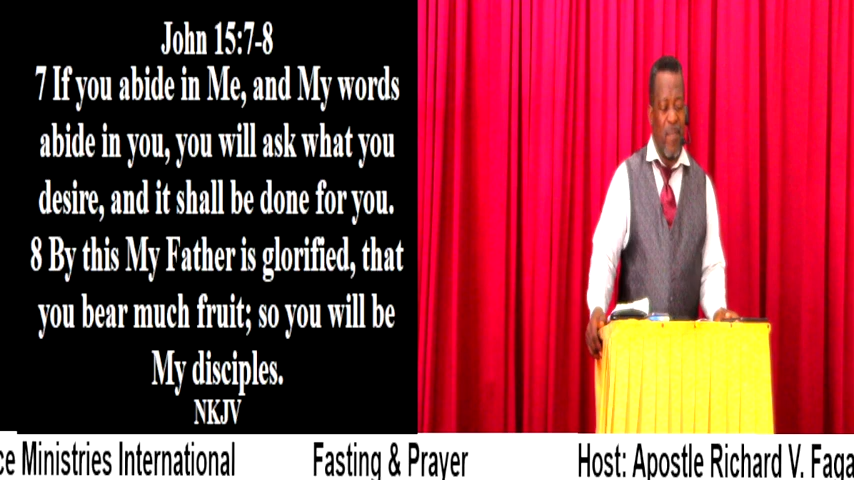 John 15:7-8
7 If you abide in Me, and My words
abide in you, you will ask what you
desire, and it shall be done for you.
8 By this My Father is glorified, that
you bear much fruit; so you will be
My disciples.
NKJV
Ministries International Fasting & Prayer Host: Apostle Richard V.